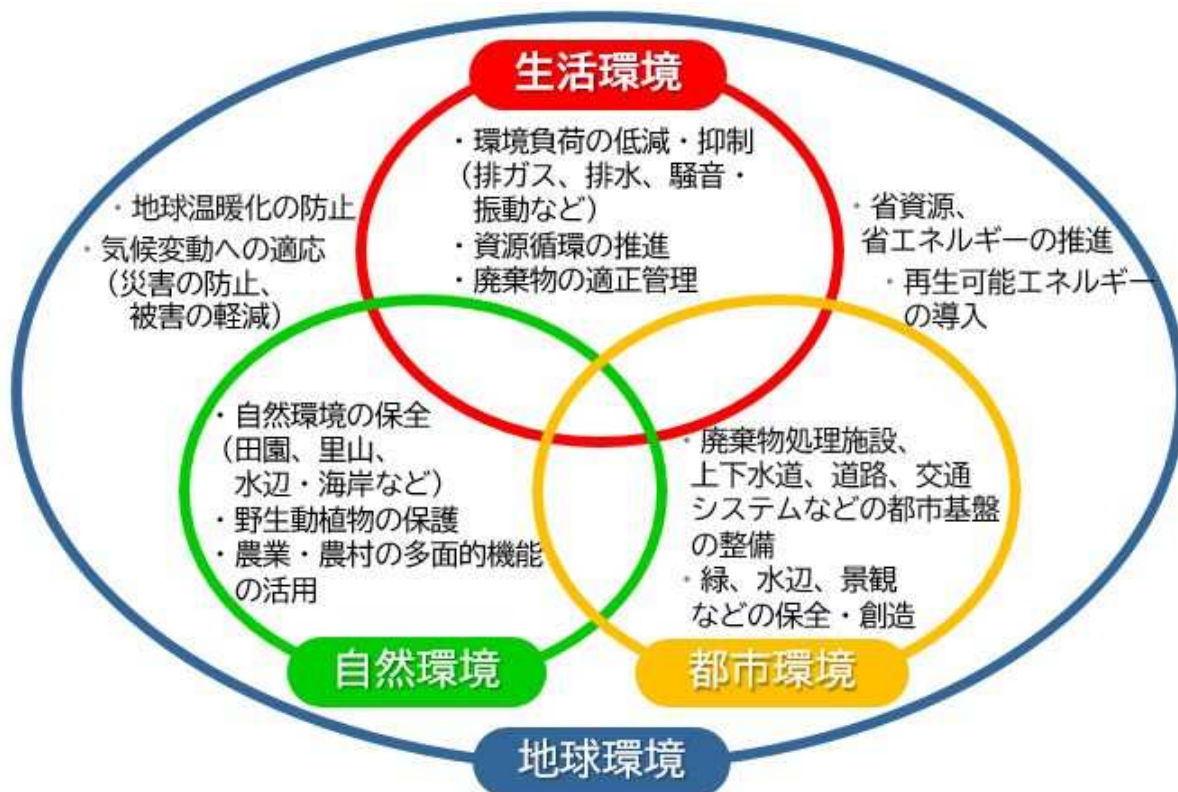 生活環境
・環境負荷の低減・抑制
（排ガス、排水、騒音・
振動など）
・資源循環の推進
・廃棄物の適正管理
・地球温暖化の防止
・気候変動への適応
（災害の防止、
被害の軽減）
・省資源、
省エネルギーの推進
・再生可能エネルギー
の導入
・自然環境の保全
（田園、里山、
水辺・海岸など）
・野生動植物の保護
・農業・農村の多面的機能
の活用
・廃棄物処理施設、
上下水道、道路、交通
システムなどの都市基盤
の整備
・緑、水辺、景観
などの保全・創造
自然環境
都市環境
地球環境